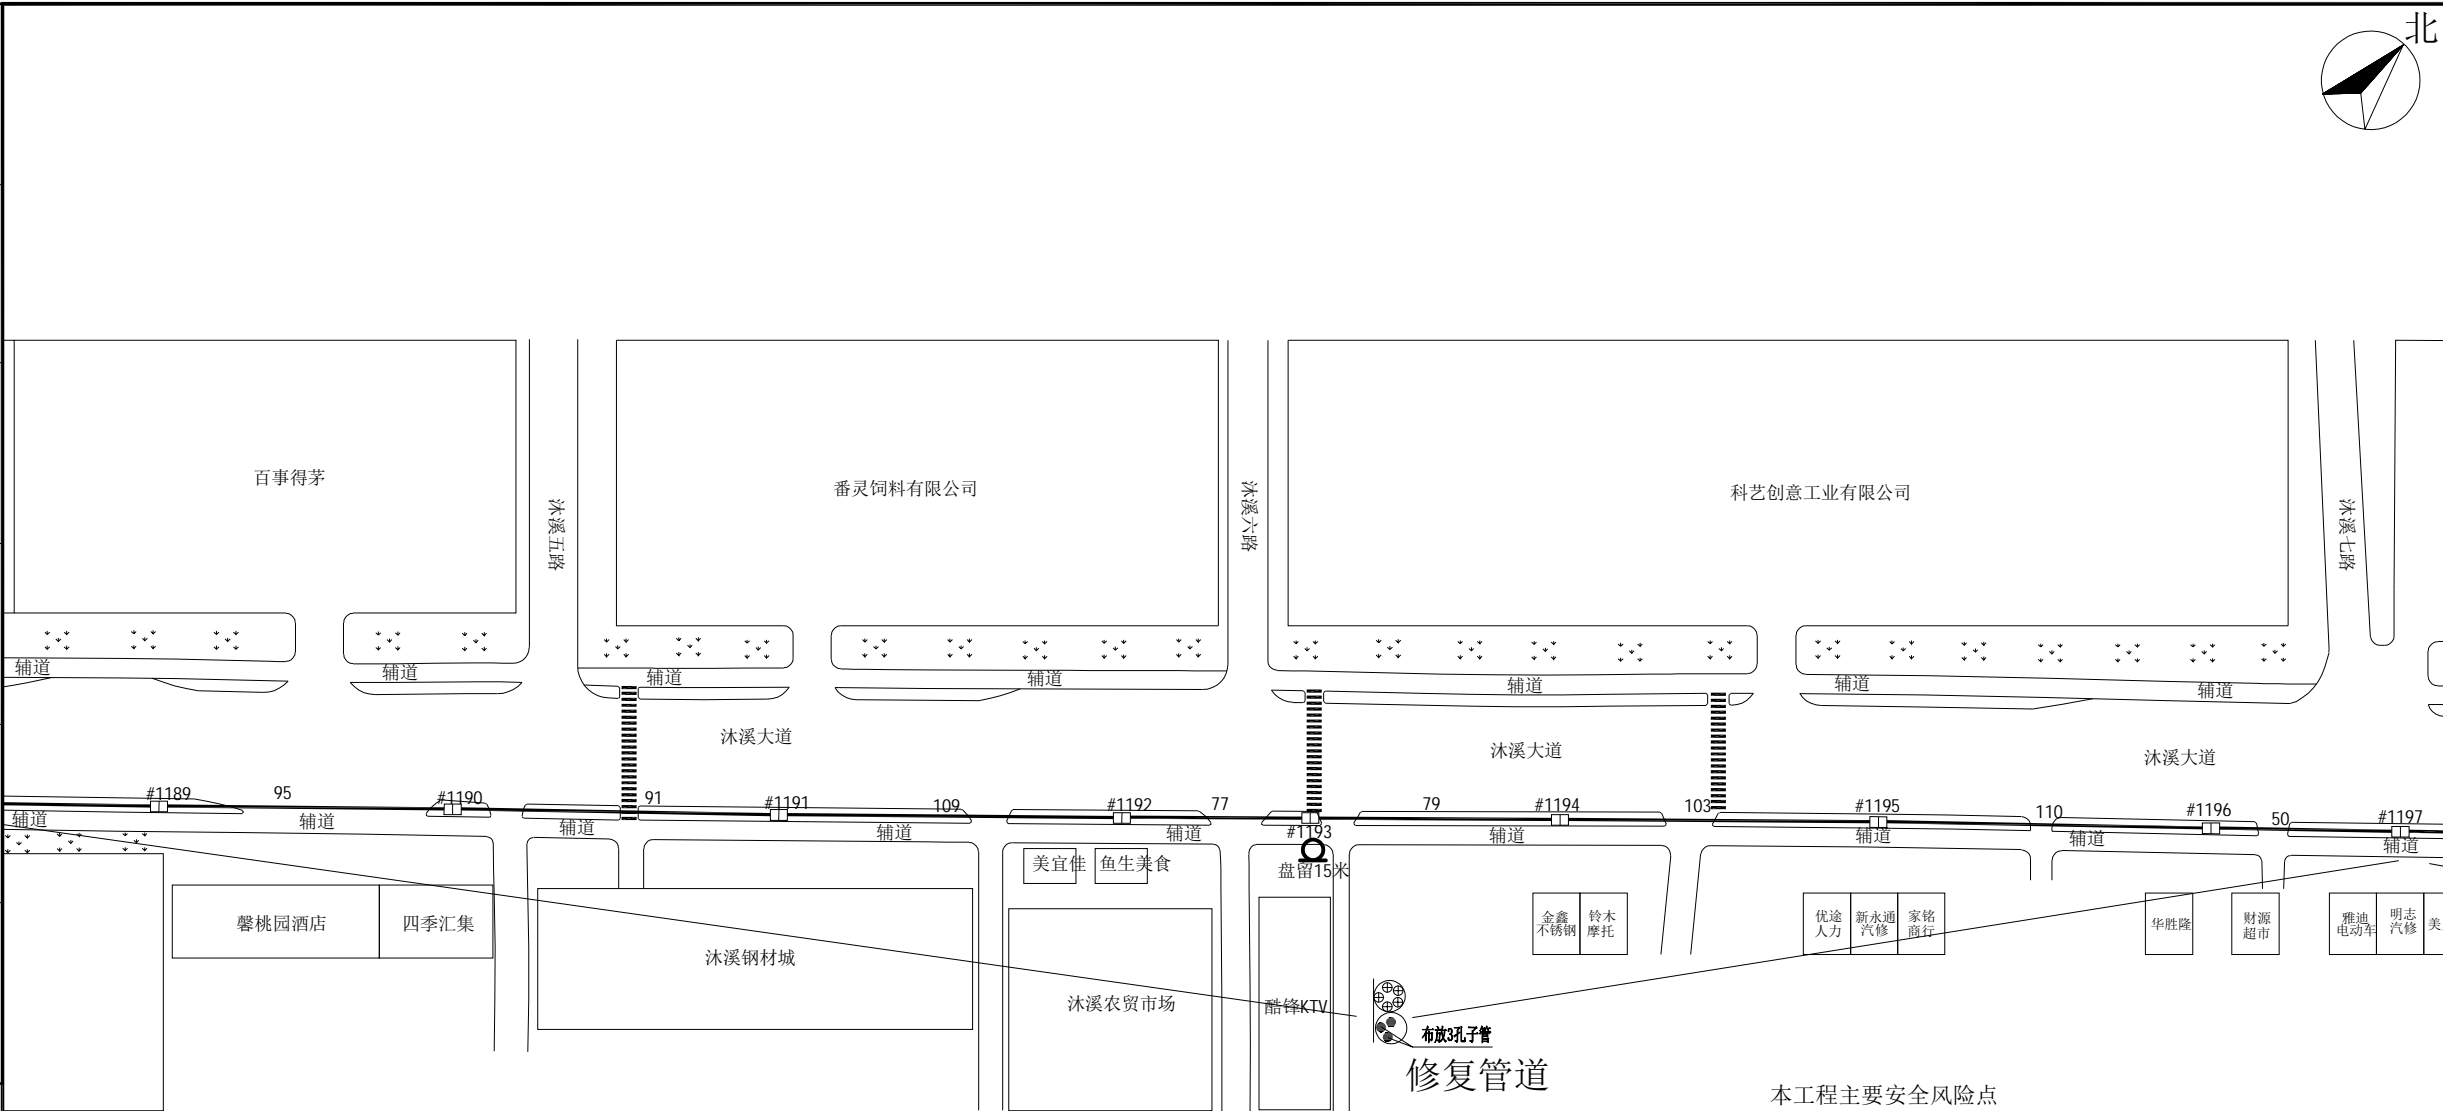 北
百事得茅
番灵饲料有限公司
科艺创意工业有限公司
沐溪五路
沐溪六路
沐溪七路
辅道
辅道
辅道
辅道
辅道
辅道
辅道
沐溪大道
沐溪大道
沐溪大道
#1189
95
#1190
91
#1191
109
#1192
77
#1193
79
#1194
103
#1195
110
#1196
50
#1197
辅道
辅道
辅道
辅道
辅道
辅道
辅道
辅道
辅道
盘留15米
美宜佳
鱼生美食
馨桃园酒店
四季汇集
沐溪钢材城
沐溪农贸市场
酷锋KTV
金鑫
不锈钢
铃木
摩托
优途
人力
新永通
汽修
家铭
商行
华胜隆
财源
超市
雅迪
电动车
明志
汽修
美
布放3孔子管
修复管道
本工程主要安全风险点